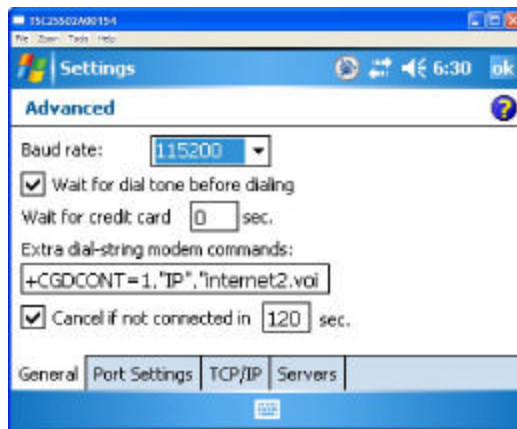 TSC25502A00154
File Zoom Tools Help
Settings 6:30 ok
Advanced ?
Baud rate: 115200
Wait for dial tone before dialing
Wait for credit card 0 sec.
Extra dial-string modem commands:
+CGDCONT=1,"IP","internet2.voi
Cancel if not connected in 120 sec.
General Port Settings TCP/IP Servers